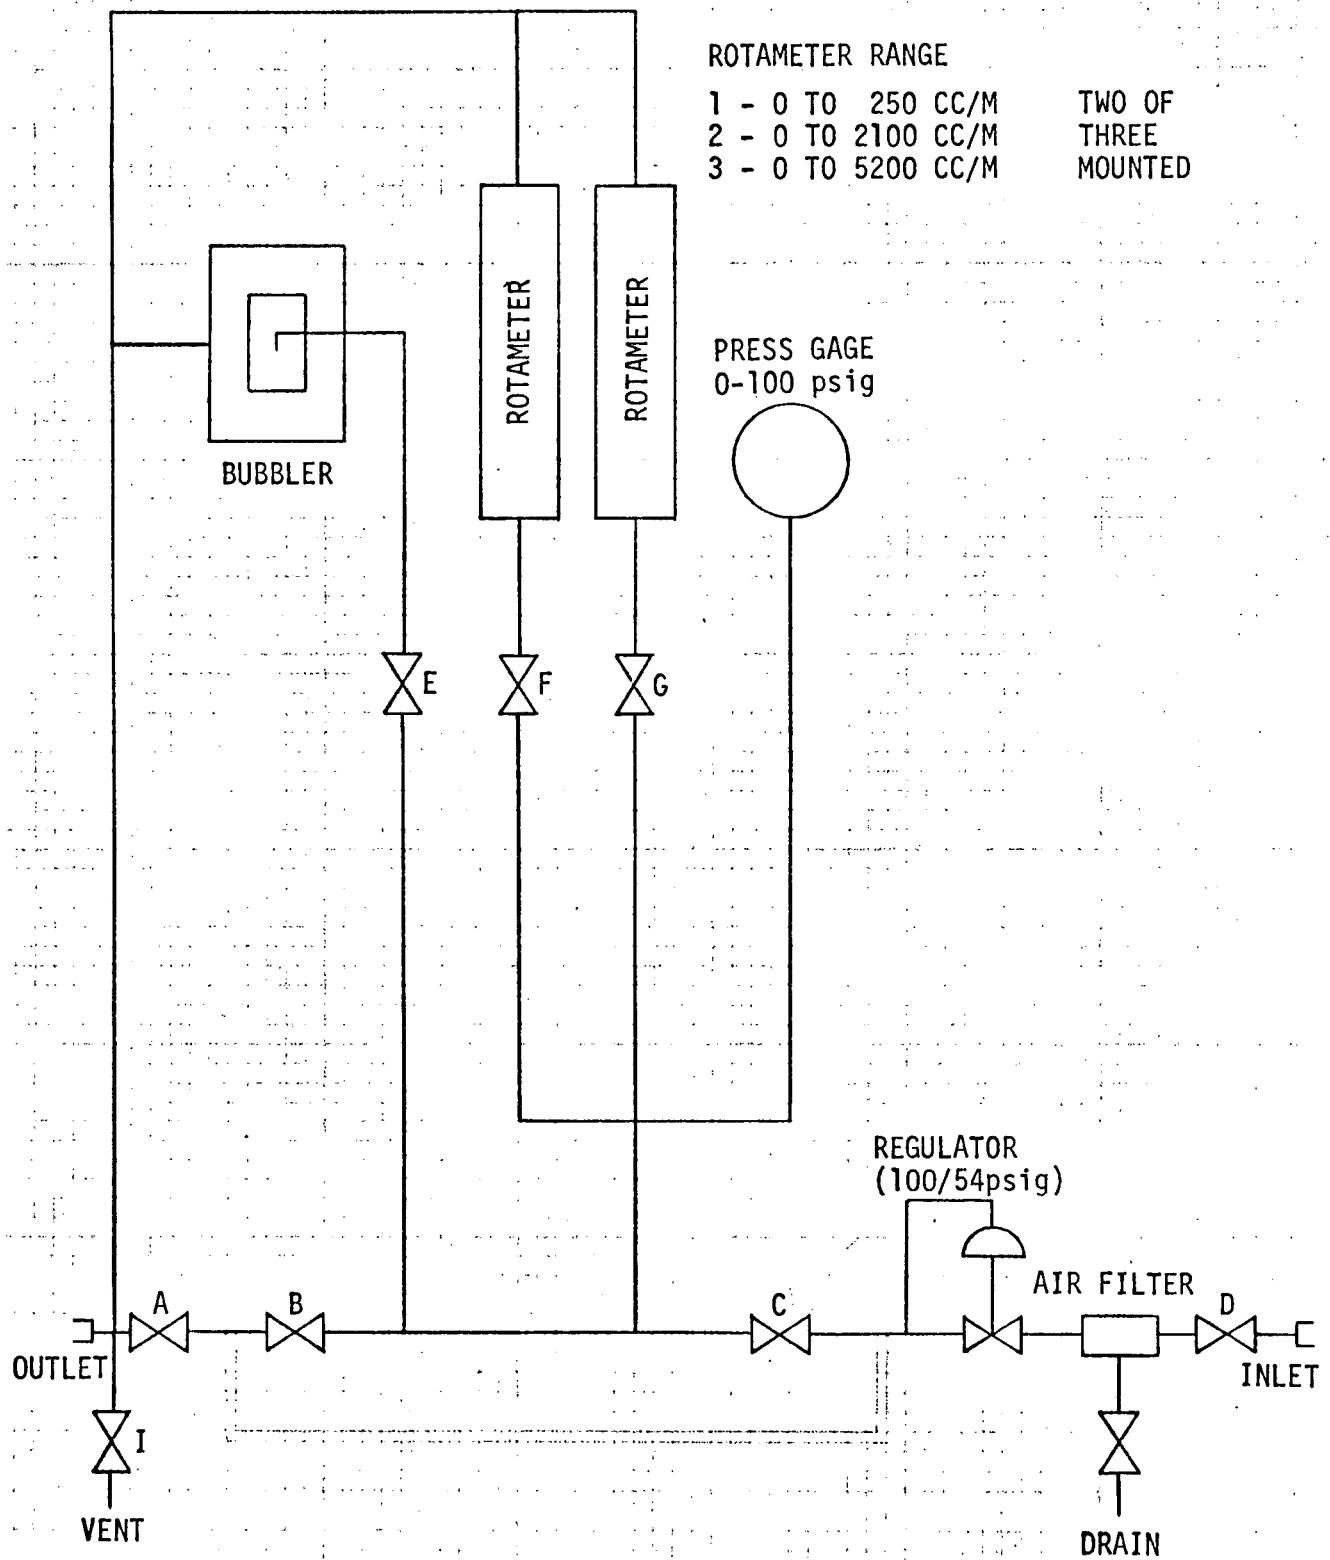 ROTAMETER RANGE
1 - 0 TO 250 CC/M TWO OF
2 - 0 TO 2100 CC/M THREE
3 - 0 TO 5200 CC/M MOUNTED
ROTAMETER
ROTAMETER
PRESS GAGE
0-100 psig
BUBBLER
E
F
G
REGULATOR
(100/54psig)
AIR FILTER
A
B
C
D
OUTLET
INLET
I
VENT
DRAIN